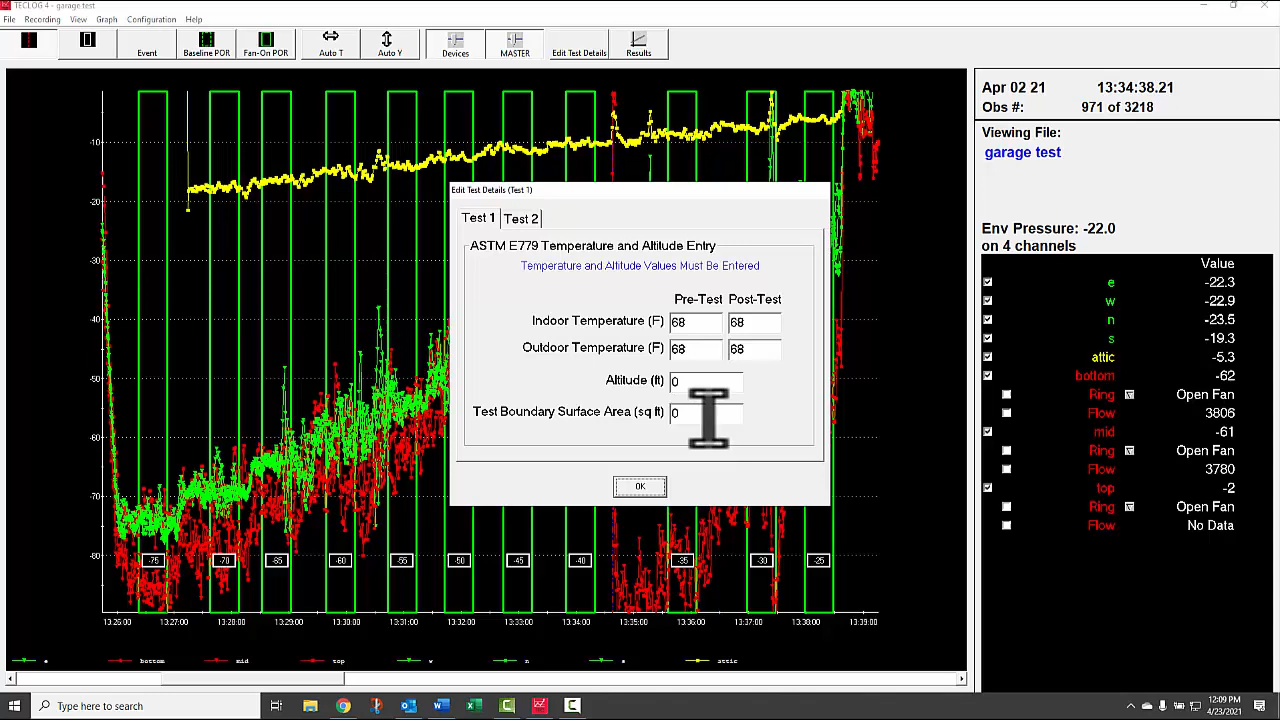 TECLOG 4 - garage test
File Recording View Graph Configuration Help
Event Baseline POR Fan-On POR Auto T Auto Y Devices MASTER Edit Test Details Results
Apr 02 21 13:34:38.21
Obs #: 971 of 3218
Viewing File:
garage test
Env Pressure: -22.0
on 4 channels
Value
e -22.3
w -22.9
n -23.5
s -19.3
attic -5.3
bottom -62
Ring Open Fan
Flow 3806
mid -61
Ring Open Fan
Flow 3780
top -2
Ring Open Fan
Flow No Data
Edit Test Details (Test 1)
Test 1 Test 2
ASTM E779 Temperature and Altitude Entry
Temperature and Altitude Values Must Be Entered
Pre-Test Post-Test
Indoor Temperature (F) 68 68
Outdoor Temperature (F) 68 68
Altitude (ft) 0
Test Boundary Surface Area (sq ft) 0
OK
-10
-20
-30
-40
-50
-60
-70
-80
-75 -70 -65 -60 -55 -50 -45 -40 -35 -30 -25
13:26:00 13:27:00 13:28:00 13:29:00 13:30:00 13:31:00 13:32:00 13:33:00 13:34:00 13:35:00 13:36:00 13:37:00 13:38:00 13:39:00
bottom mid top w n attic
Type here to search
12:09 PM
4/23/2021